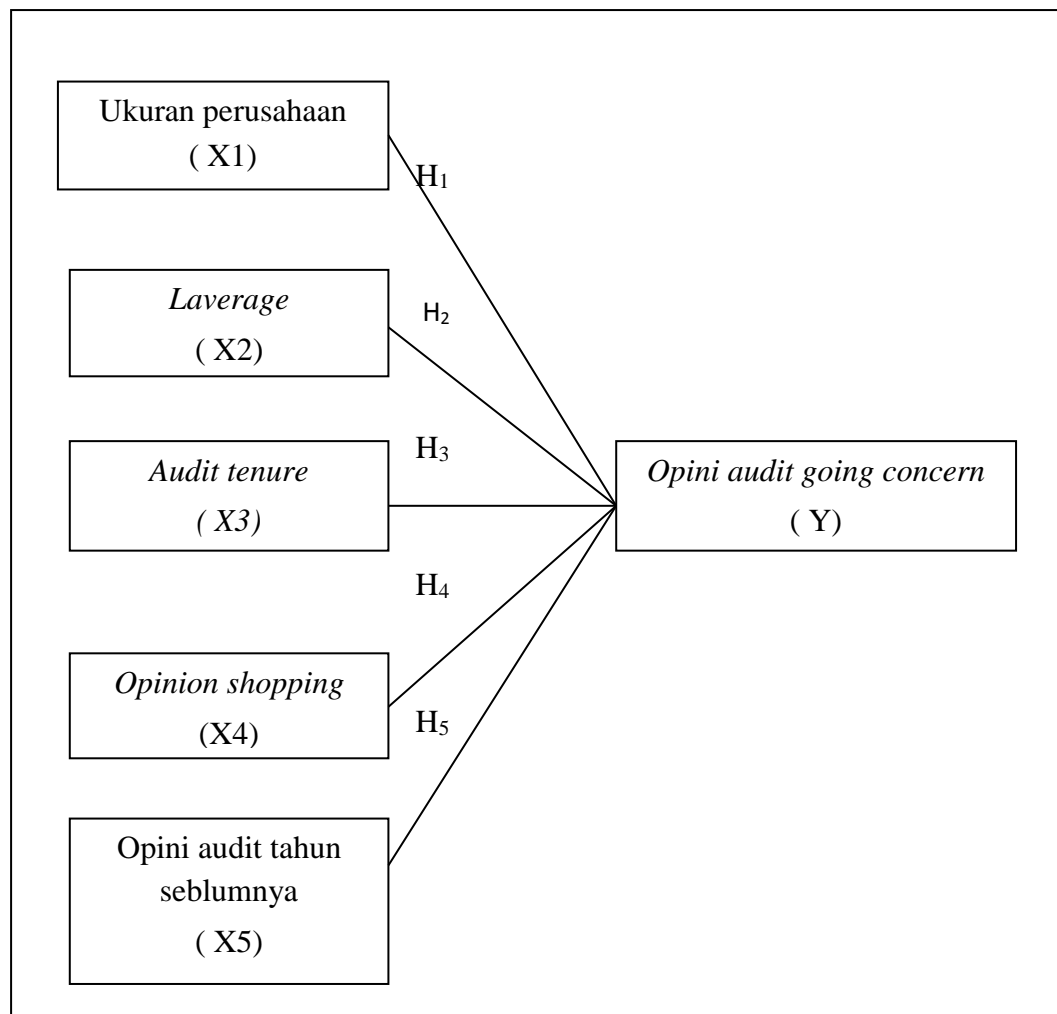 Ukuran perusahaan
( X1)
H₁
Laverage
( X2)
H₂
Audit tenure
( X3)
H₃
Opini audit going concern
( Y)
H₄
Opinion shopping
(X4)
H₅
Opini audit tahun
seblumnya
( X5)